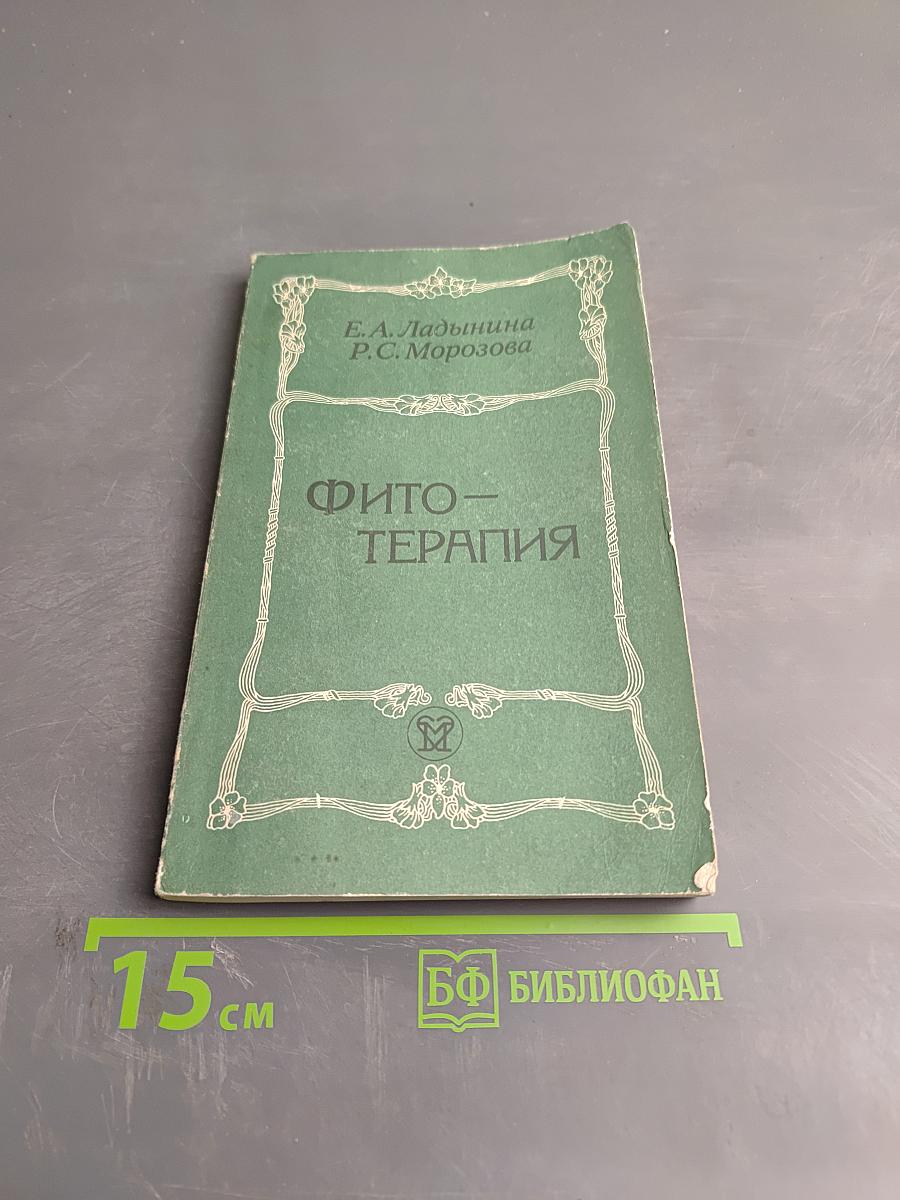 Е. А. Ладынина
Р. С. Морозова
ФИТО–
ТЕРАПИЯ
15 см
БФ БИБЛИОФАН